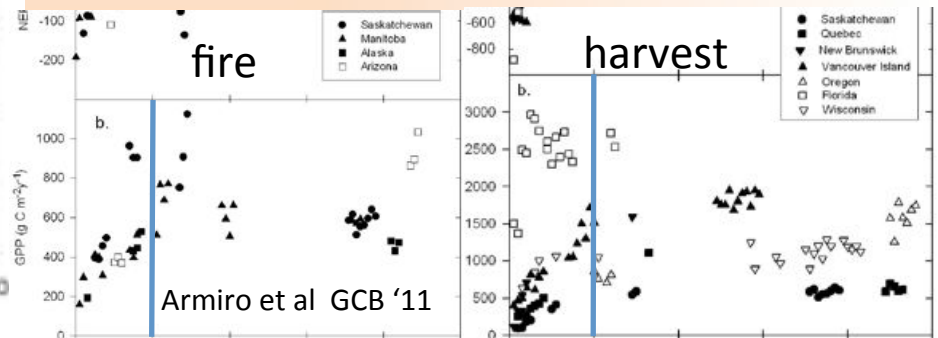 NEP
-100
-200
fire
Saskatchewan
Manitoba
Alaska
Arizona
b.
GPP (g C m-2y-1)
1000
800
600
400
200
0
Armiro et al GCB '11
-600
-800
harvest
Saskatchewan
Quebec
New Brunswick
Vancouver Island
Oregon
Florida
Wisconsin
b.
3000
2500
2000
1500
1000
500
0